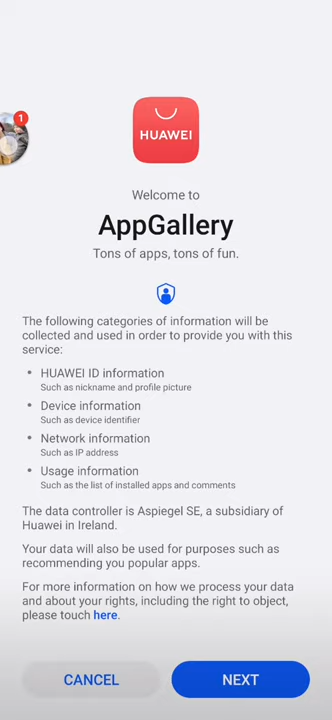 1
HUAWEI
Welcome to
AppGallery
Tons of apps, tons of fun.
The following categories of information will be
collected and used in order to provide you with this
service:
• HUAWEI ID information
Such as nickname and profile picture
• Device information
Such as device identifier
• Network information
Such as IP address
• Usage information
Such as the list of installed apps and comments
The data controller is Aspiegel SE, a subsidiary of
Huawei in Ireland.
Your data will also be used for purposes such as
recommending you popular apps.
For more information on how we process your data
and about your rights, including the right to object,
please touch here.
CANCEL NEXT